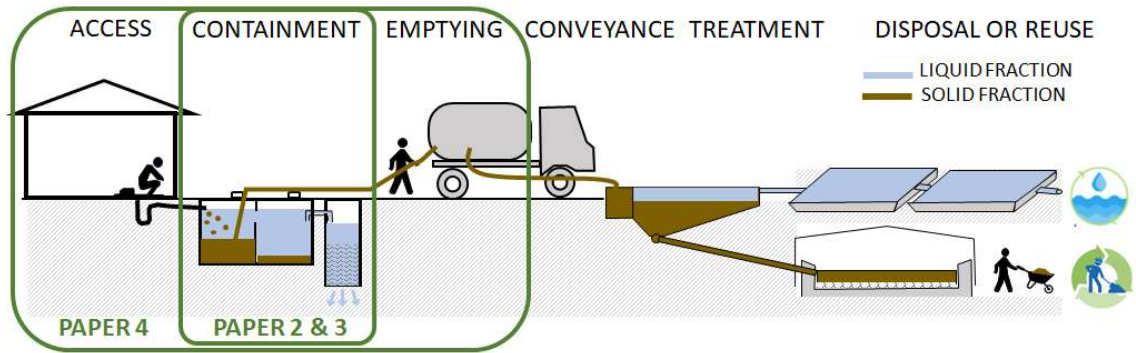 ACCESS CONTAINMENT EMPTYING CONVEYANCE TREATMENT DISPOSAL OR REUSE
LIQUID FRACTION
SOLID FRACTION
PAPER 4 PAPER 2 & 3